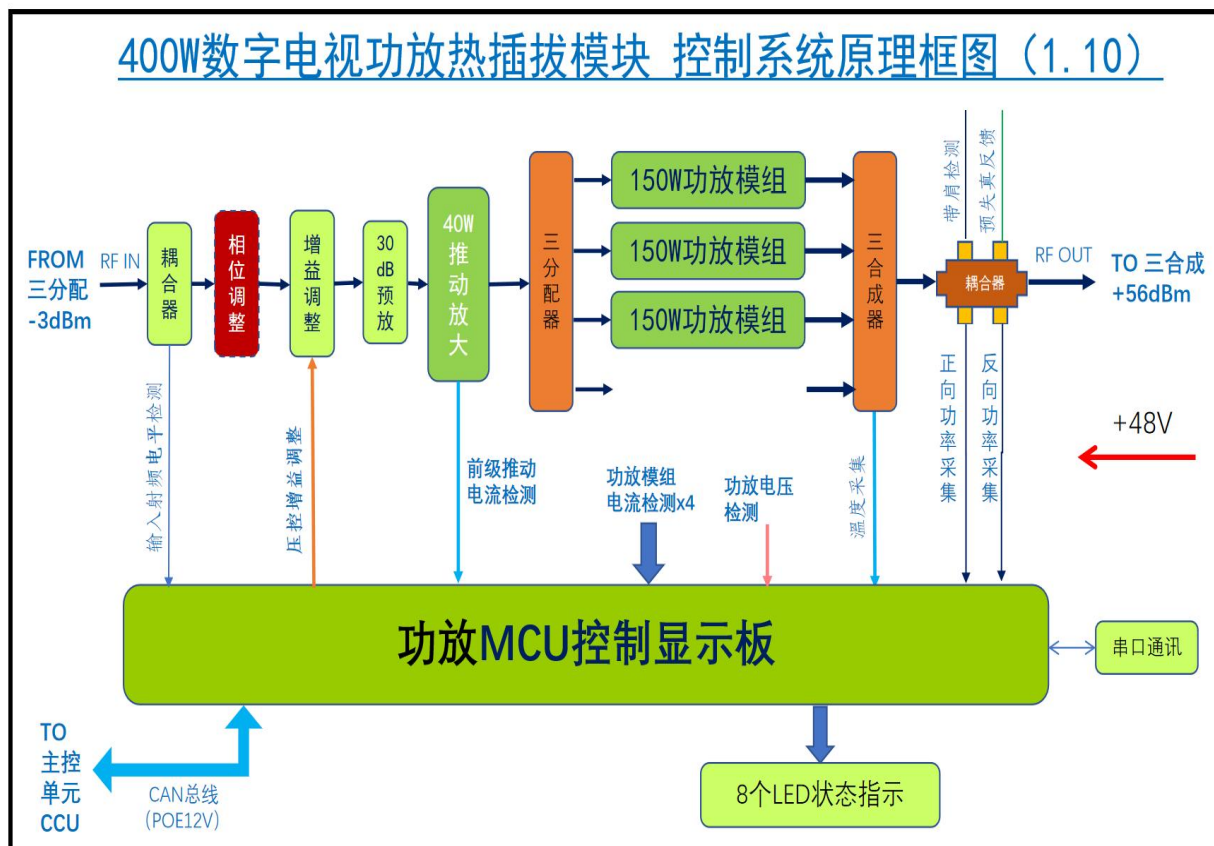 400W数字电视功放热插拔模块 控制系统原理框图（1.10）
FROM
三分配
-3dBm
RF IN
耦合器
相位调整
增益调整
30dB预放
40W推动放大
三分配器
150W功放模组
150W功放模组
150W功放模组
三合成器
带肩检测
预失真反馈
耦合器
RF OUT
TO 三合成
+56dBm
输入射频电平检测
压控增益调整
前级推动
电流检测
功放模组
电流检测x4
功放电压
检测
温度采集
正向功率采集
反向功率采集
+48V
功放MCU控制显示板
串口通讯
TO
主控
单元
CCU
CAN总线
(POE12V)
8个LED状态指示